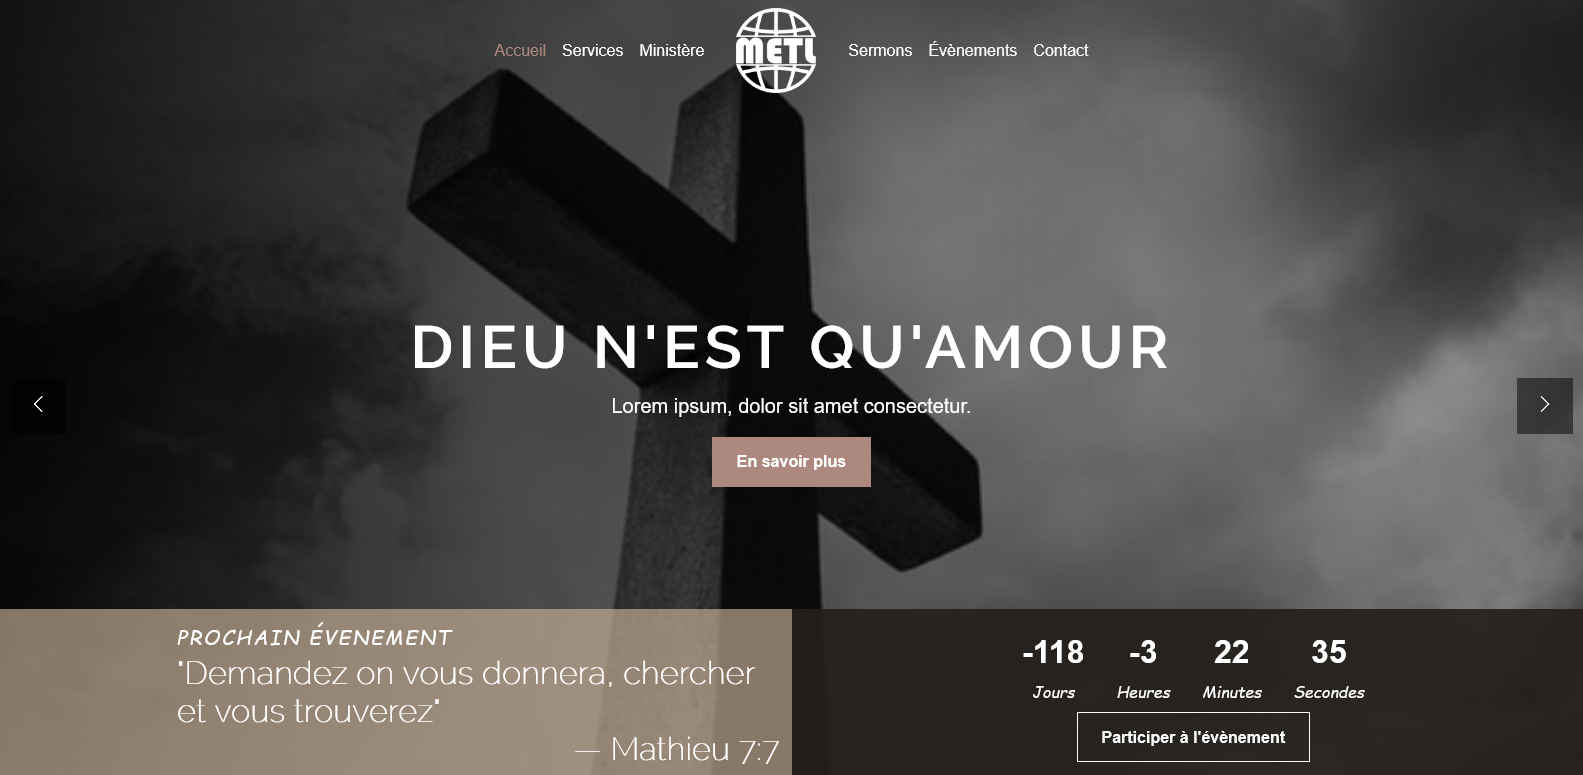 Accueil Services Ministère METL Sermons Évènements Contact
DIEU N'EST QU'AMOUR
Lorem ipsum, dolor sit amet consectetur.
En savoir plus
PROCHAIN ÉVENEMENT
"Demandez on vous donnera, chercher
et vous trouverez"
— Mathieu 7:7
-118 -3 22 35
Jours Heures Minutes Secondes
Participer à l'évènement